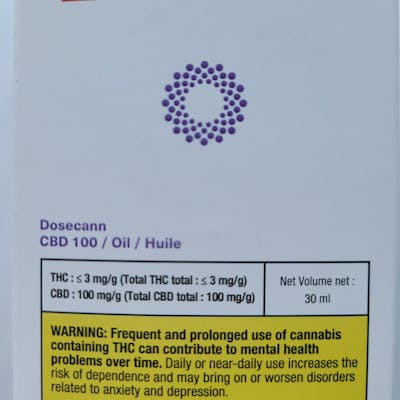 Dosecann
CBD 100 / Oil / Huile
THC : ≤ 3 mg/g (Total THC total : ≤ 3 mg/g)
CBD : 100 mg/g (Total CBD total : 100 mg/g)
Net Volume net :
30 ml
WARNING: Frequent and prolonged use of cannabis
containing THC can contribute to mental health
problems over time. Daily or near-daily use increases the
risk of dependence and may bring on or worsen disorders
related to anxiety and depression.